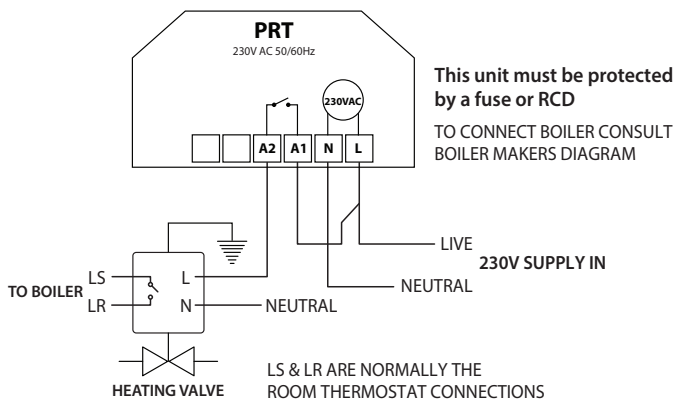 PRT
230V AC 50/60Hz
230VAC
A2 A1 N L
This unit must be protected
by a fuse or RCD
TO CONNECT BOILER CONSULT
BOILER MAKERS DIAGRAM
LIVE
230V SUPPLY IN
NEUTRAL
LS L
TO BOILER
LR N NEUTRAL
HEATING VALVE
LS & LR ARE NORMALLY THE
ROOM THERMOSTAT CONNECTIONS